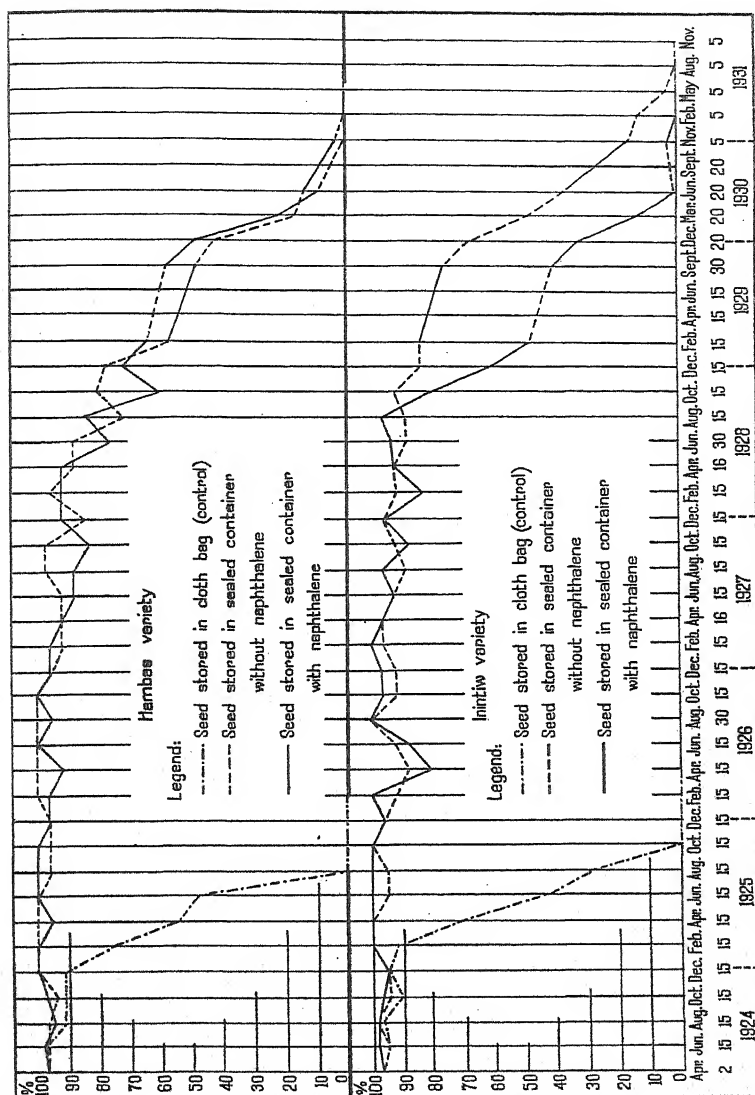 %
100
90
80
70
60
50
40
30
20
10
0
Hambas variety
Legend:
Seed stored in cloth bag (control)
Seed stored in sealed container
without naphthalene
Seed stored in sealed container
with naphthalene
%
100
90
80
70
60
50
40
30
20
10
0
Inintiw variety
Legend:
Seed stored in cloth bag (control)
Seed stored in sealed container
without naphthalene
Seed stored in sealed container
with naphthalene
Apr. Jun. Aug. Oct. Dec. Feb. Apr. Jun. Aug. Oct. Dec. Feb. Apr. Jun. Aug. Oct. Dec. Feb. Apr. Jun. Aug. Oct. Dec. Feb. Apr. Jun. Aug. Oct. Dec. Feb. Apr. Jun. Sept. Dec. Mar. Jun. Sept. Nov. Feb. May Aug. Nov.
2 15 15 15 15 15 15 15 15 15 15 15 15 15 30 15 15 15 16 15 15 15 15 15 16 30 15 15 15 15 15 15 30 20 20 20 20 5 5 5 5 5
1924 1925 1926 1927 1928 1929 1930 1931